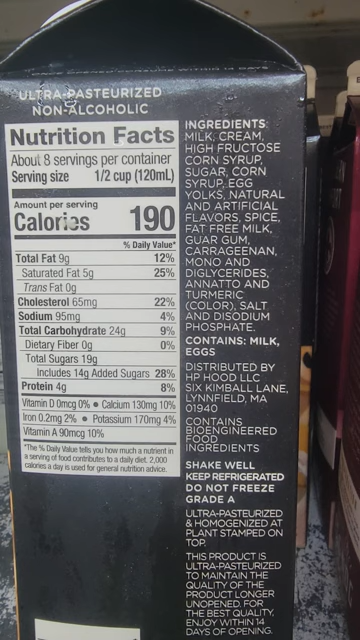 ULTRA-PASTEURIZED
NON-ALCOHOLIC
Nutrition Facts
About 8 servings per container
Serving size 1/2 cup (120mL)
Amount per serving
Calories 190
% Daily Value*
Total Fat 9g 12%
Saturated Fat 5g 25%
Trans Fat 0g
Cholesterol 65mg 22%
Sodium 95mg 4%
Total Carbohydrate 24g 9%
Dietary Fiber 0g 0%
Total Sugars 19g
Includes 14g Added Sugars 28%
Protein 4g 8%
Vitamin D 0mcg 0% • Calcium 130mg 10%
Iron 0.2mg 2% • Potassium 170mg 4%
Vitamin A 90mcg 10%
*The % Daily Value tells you how much a nutrient in
a serving of food contributes to a daily diet. 2,000
calories a day is used for general nutrition advice.
INGREDIENTS:
MILK, CREAM,
HIGH FRUCTOSE
CORN SYRUP,
SUGAR, CORN
SYRUP, EGG
YOLKS, NATURAL
AND ARTIFICIAL
FLAVORS, SPICE,
FAT FREE MILK,
GUAR GUM,
CARRAGEENAN,
MONO AND
DIGLYCERIDES,
ANNATTO AND
TURMERIC
(COLOR), SALT
AND DISODIUM
PHOSPHATE.
CONTAINS: MILK,
EGGS
DISTRIBUTED BY
HP HOOD LLC
SIX KIMBALL LANE,
LYNNFIELD, MA
01940
CONTAINS
BIOENGINEERED
FOOD
INGREDIENTS
SHAKE WELL
KEEP REFRIGERATED
DO NOT FREEZE
GRADE A
ULTRA-PASTEURIZED
& HOMOGENIZED AT
PLANT STAMPED ON
TOP.
THIS PRODUCT IS
ULTRA-PASTEURIZED
TO MAINTAIN THE
QUALITY OF THE
PRODUCT LONGER
UNOPENED. FOR
THE BEST QUALITY,
ENJOY WITHIN 14
DAYS OF OPENING.